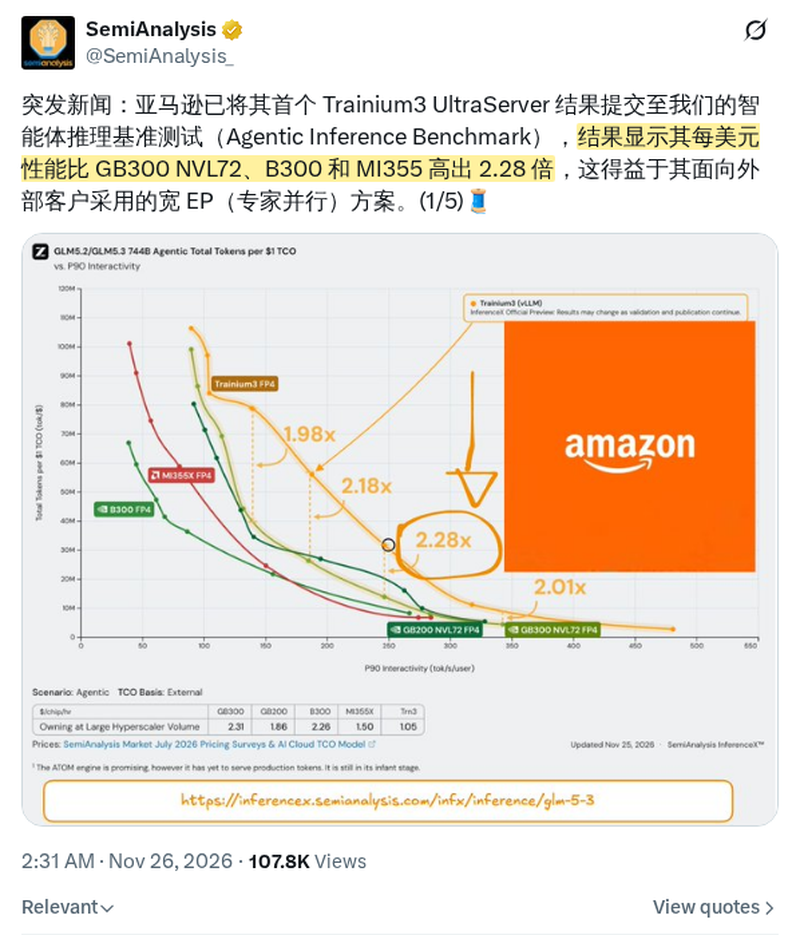 SemiAnalysis
@SemiAnalysis_
突发新闻：亚马逊已将其首个 Trainium3 UltraServer 结果提交至我们的智
能体推理基准测试（Agentic Inference Benchmark），结果显示其每美元
性能比 GB300 NVL72、B300 和 MI355 高出 2.28 倍，这得益于其面向外
部客户采用的宽 EP（专家并行）方案。(1/5) 🧵
GLM5.2/GLM5.3 744B Agentic Total Tokens per $1 TCO
vs. P90 Interactivity
Trainium3 (vLLM)
InferenceX Official Preview: Results may change as validation and publication continue.
120M
110M
100M
90M
80M
70M
60M
50M
40M
30M
20M
10M
0
Total Tokens per $1 TCO (tok/$)
Trainium3 FP4
MI355X FP4
B300 FP4
GB200 NVL72 FP4
GB300 NVL72 FP4
1.98x
2.18x
2.28x
2.01x
amazon
0 50 100 150 200 250 300 350 400 450 500 550
P90 Interactivity (tok/s/user)
Scenario: Agentic TCO Basis: External
$/chip/hr GB300 GB200 B300 MI355X Trn3
Owning at Large Hyperscaler Volume 2.31 1.86 2.26 1.50 1.05
Prices: SemiAnalysis Market July 2026 Pricing Surveys & AI Cloud TCO Model
Updated Nov 25, 2026 · SemiAnalysis InferenceX™
¹ The ATOM engine is promising, however it has yet to serve production tokens. It is still in its infant stage.
https://inferencex.semianalysis.com/infx/inference/glm-5-3
2:31 AM · Nov 26, 2026 · 107.8K Views
Relevant
View quotes